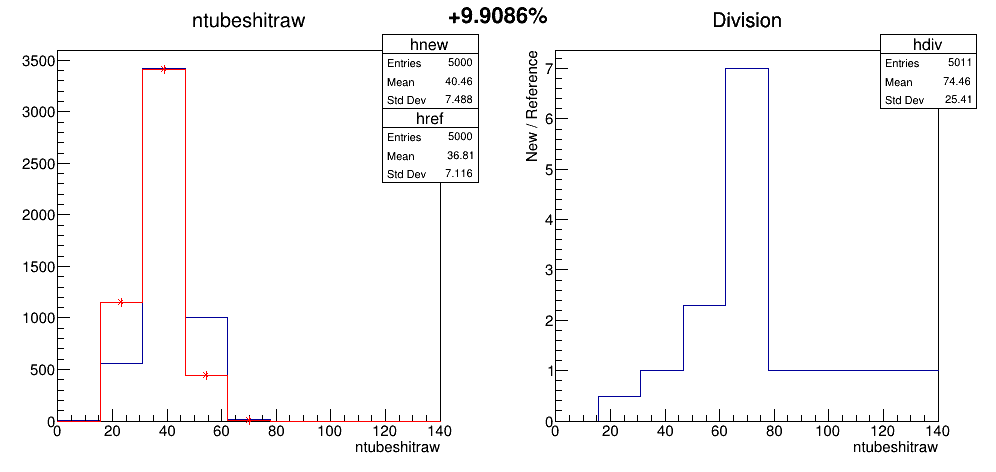 +9.9086%
ntubeshitraw
hnew
Entries 5000
Mean 40.46
Std Dev 7.488
href
Entries 5000
Mean 36.81
Std Dev 7.116
3500
3000
2500
2000
1500
1000
500
0
0 20 40 60 80 100 120 140
ntubeshitraw
Division
hdiv
Entries 5011
Mean 74.46
Std Dev 25.41
New / Reference
7
6
5
4
3
2
1
0
0 20 40 60 80 100 120 140
ntubeshitraw